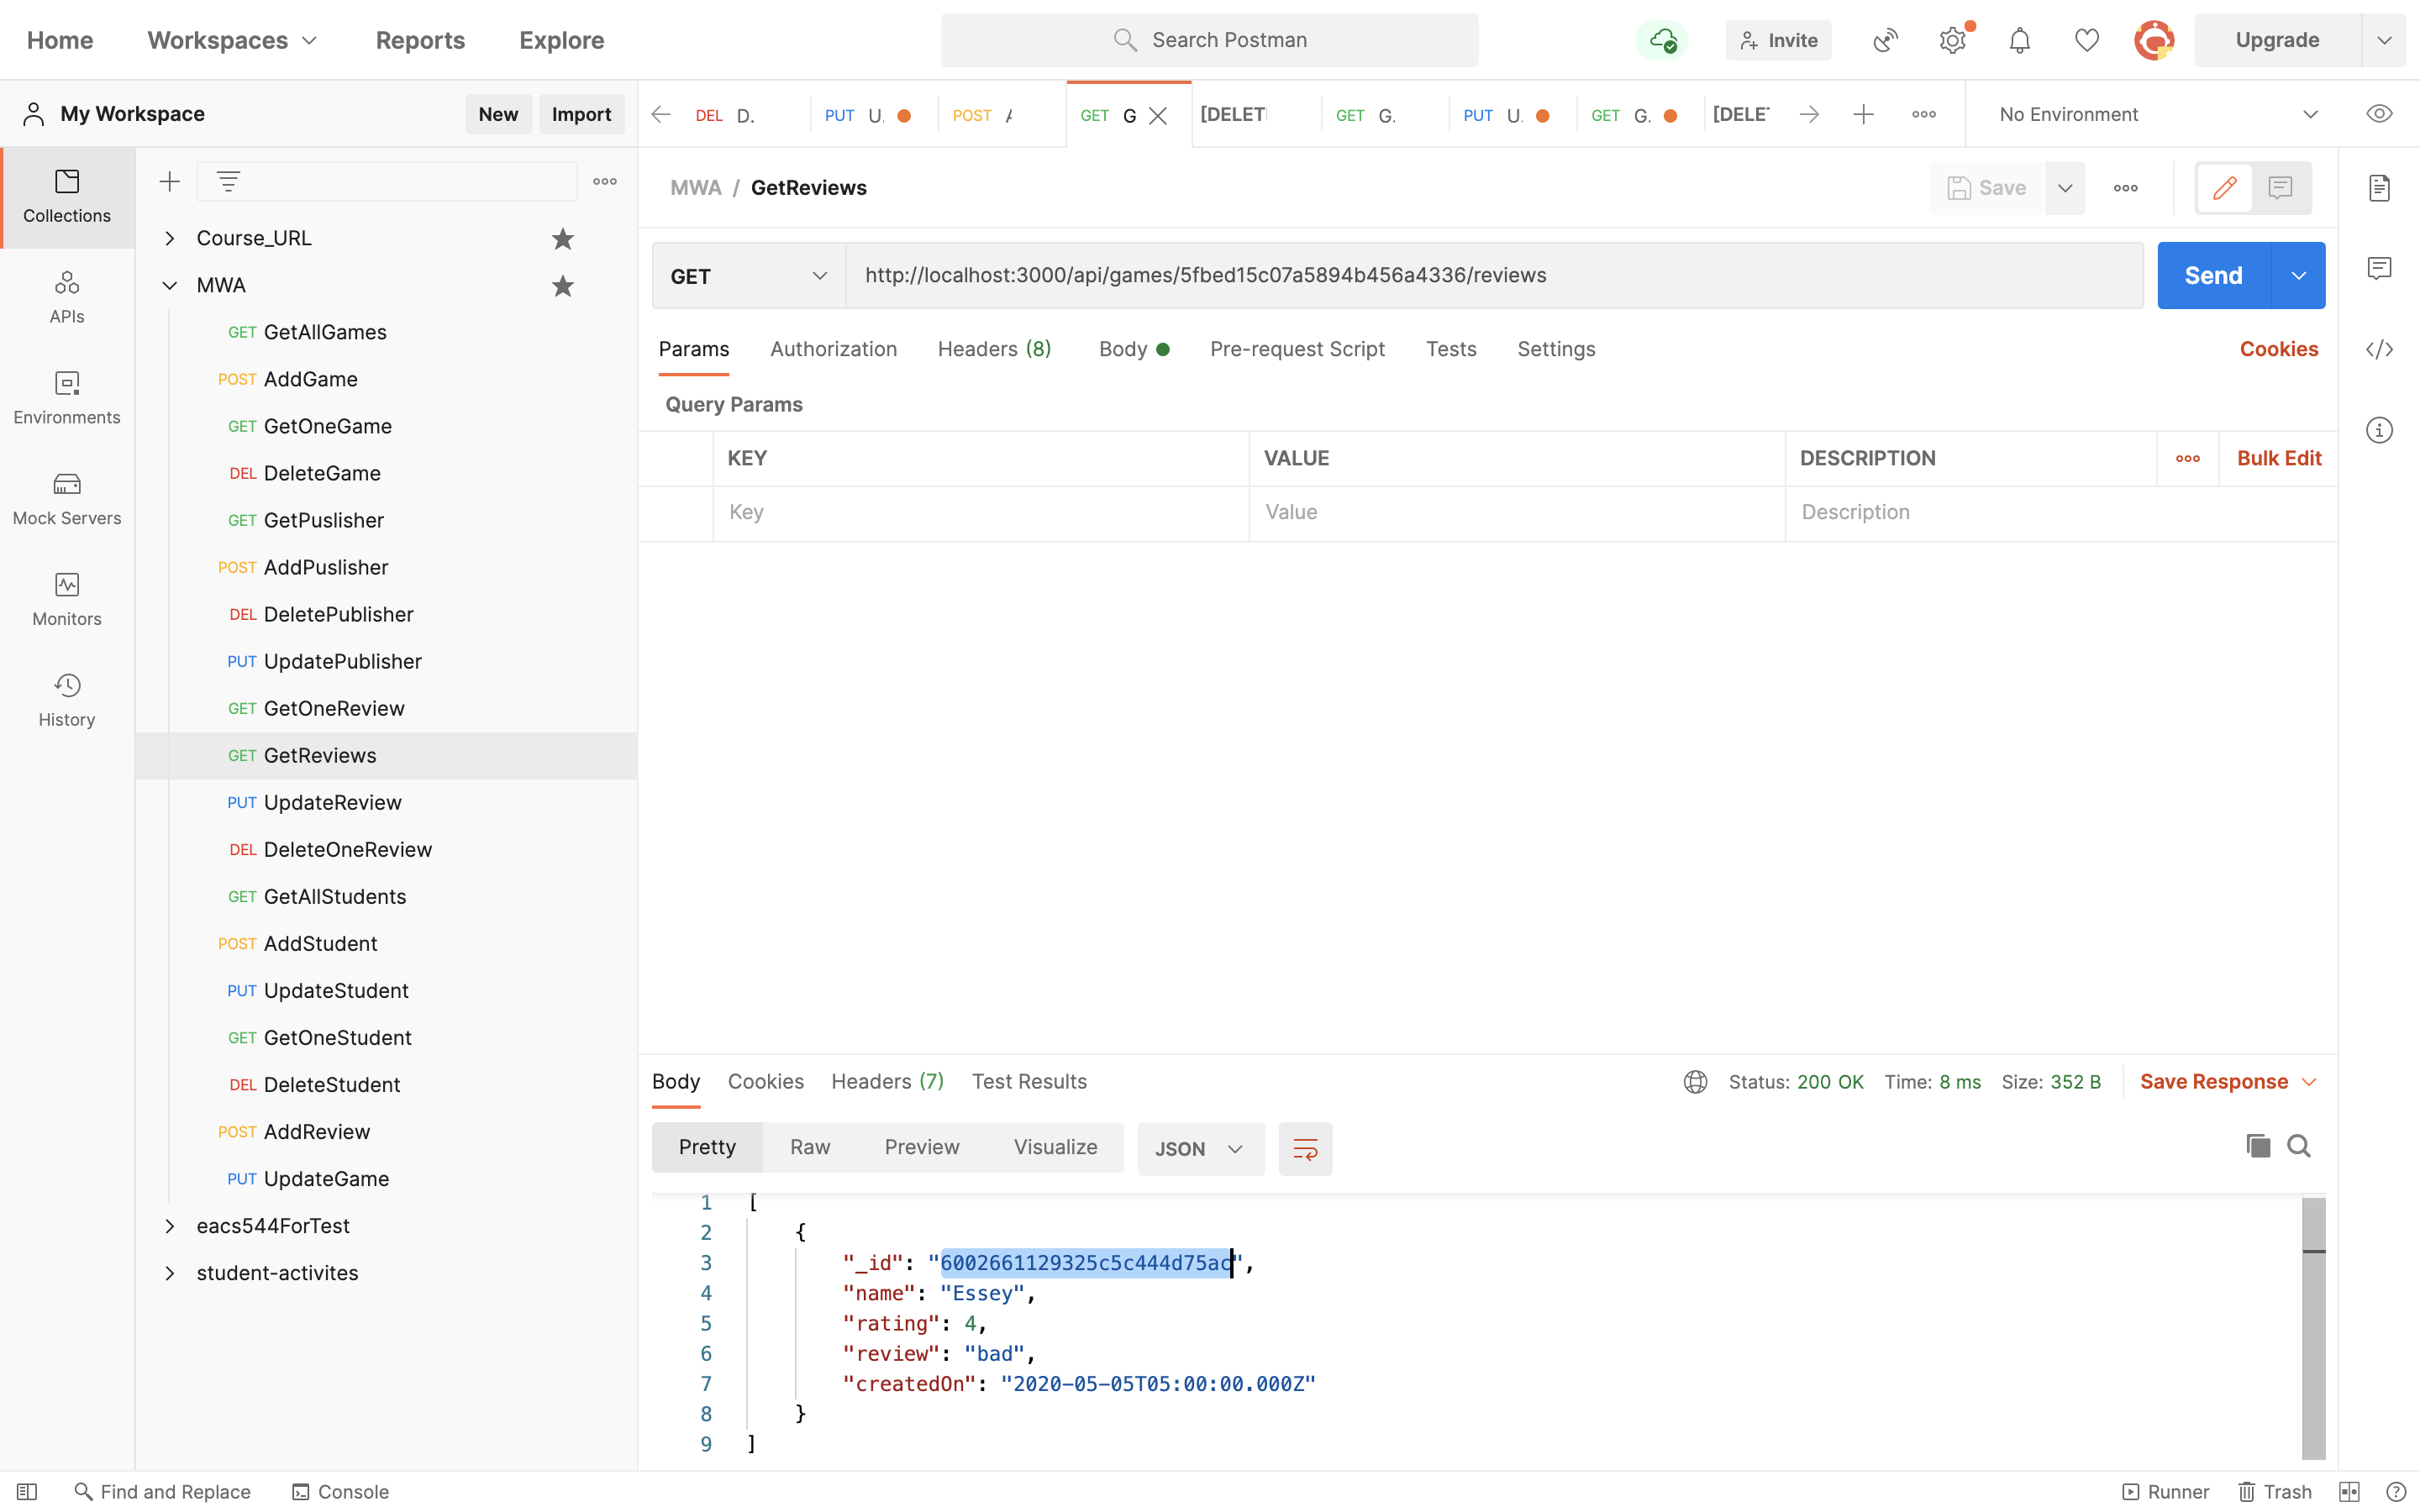 Home Workspaces Reports Explore Search Postman Invite Upgrade
My Workspace New Import
DEL D. PUT U. POST GET G [DELET GET G. PUT U. GET G. [DELE No Environment
Collections
APIs
Environments
Mock Servers
Monitors
History
Course_URL
MWA
GET GetAllGames
POST AddGame
GET GetOneGame
DEL DeleteGame
GET GetPuslisher
POST AddPuslisher
DEL DeletePublisher
PUT UpdatePublisher
GET GetOneReview
GET GetReviews
PUT UpdateReview
DEL DeleteOneReview
GET GetAllStudents
POST AddStudent
PUT UpdateStudent
GET GetOneStudent
DEL DeleteStudent
POST AddReview
PUT UpdateGame
eacs544ForTest
student-activites
MWA / GetReviews Save
GET http://localhost:3000/api/games/5fbed15c07a5894b456a4336/reviews Send
Params Authorization Headers (8) Body Pre-request Script Tests Settings Cookies
Query Params
KEY VALUE DESCRIPTION Bulk Edit
Key Value Description
Body Cookies Headers (7) Test Results Status: 200 OK Time: 8 ms Size: 352 B Save Response
Pretty Raw Preview Visualize JSON
1 [
2 {
3 "_id": "6002661129325c5c444d75ac",
4 "name": "Essey",
5 "rating": 4,
6 "review": "bad",
7 "createdOn": "2020-05-05T05:00:00.000Z"
8 }
9 ]
Find and Replace Console Runner Trash